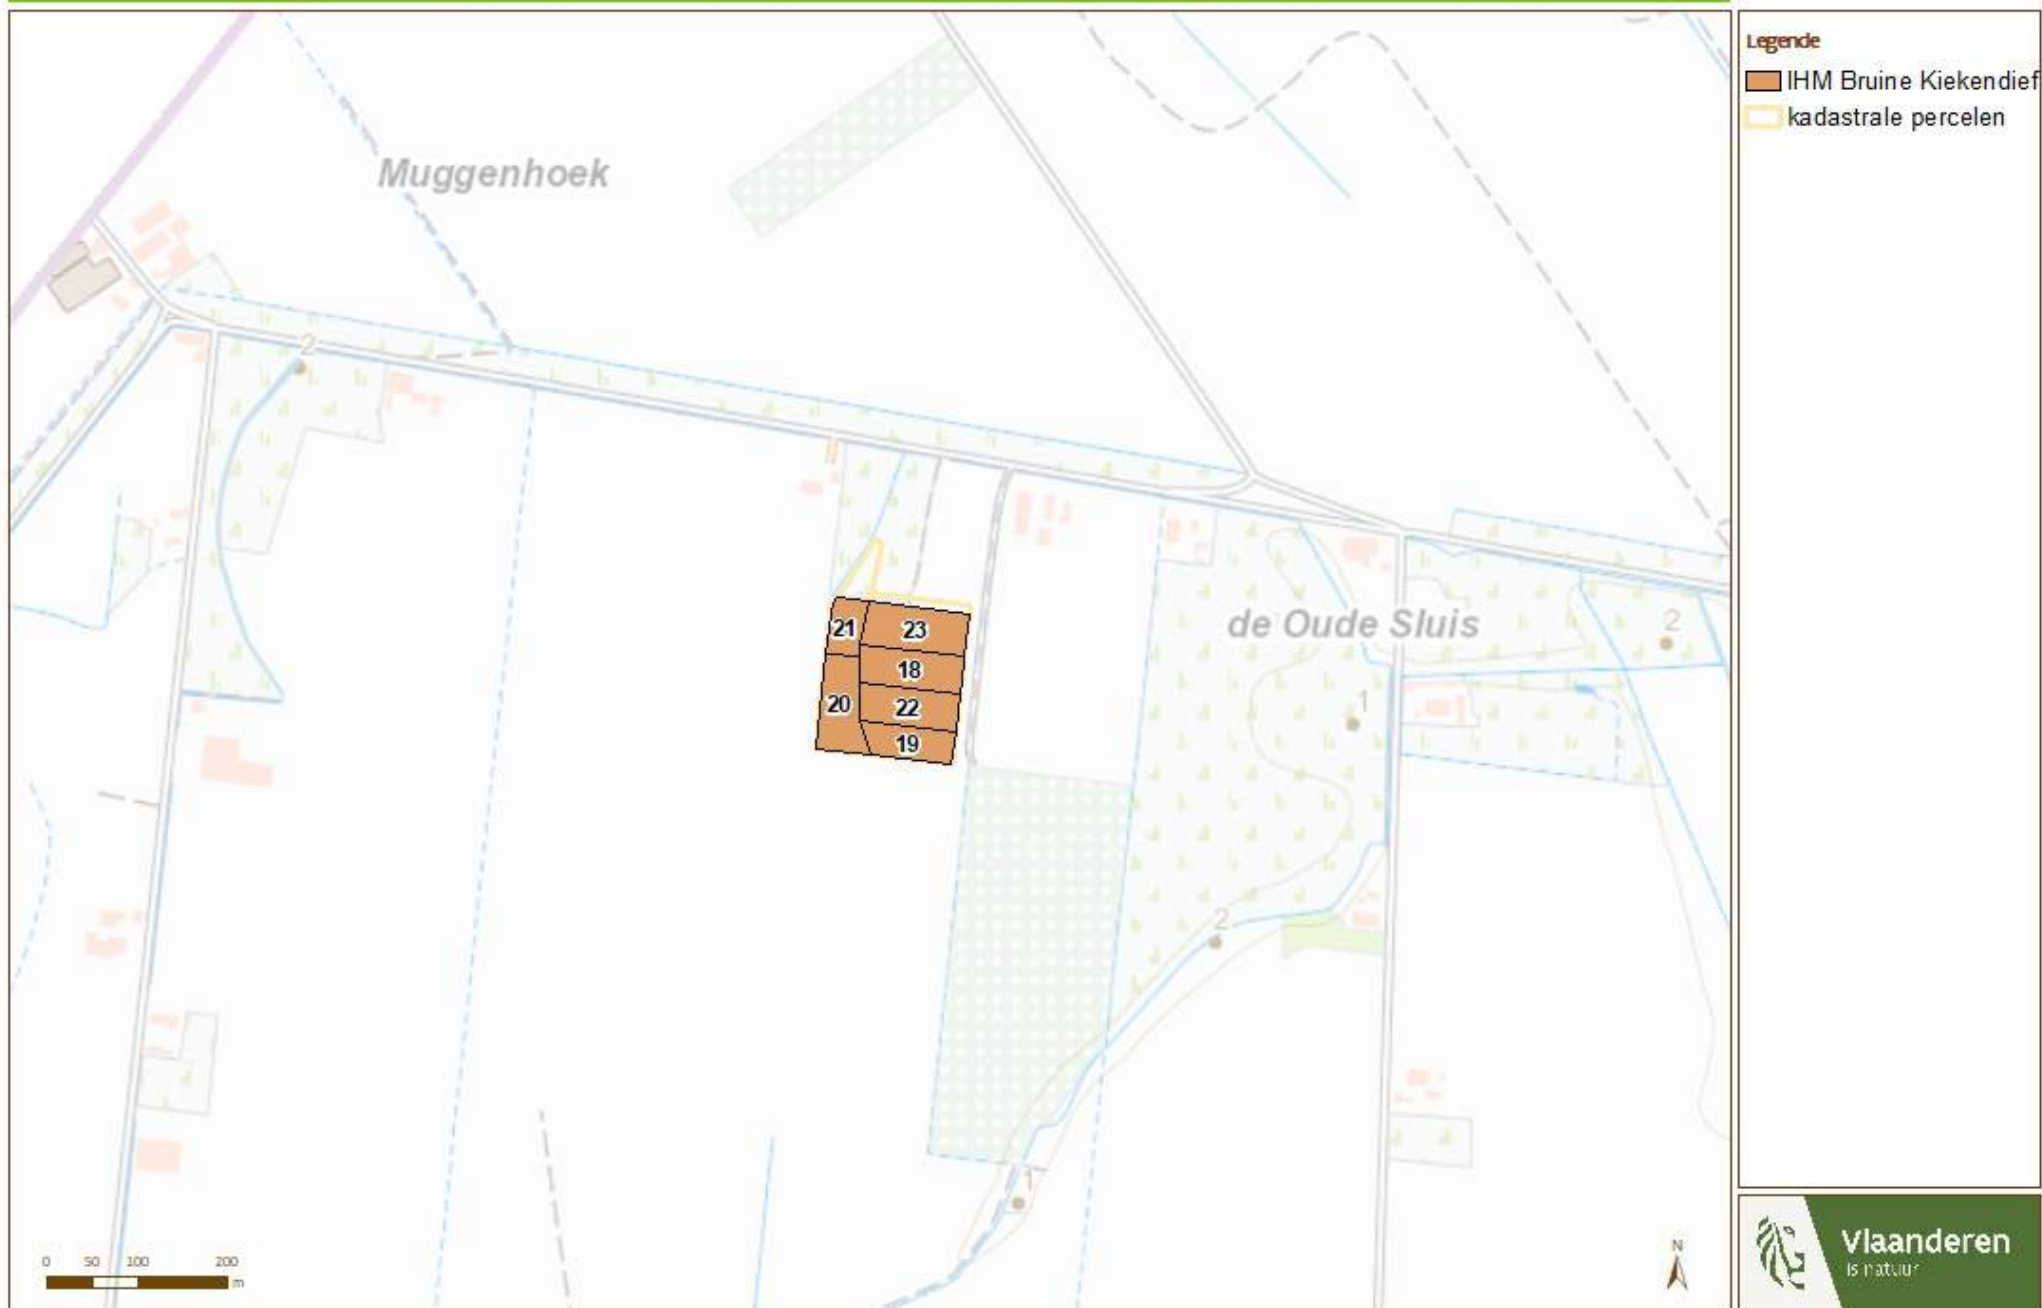 Legende
IHM Bruine Kiekendief
kadastrale percelen
Muggenhoek
2
de Oude Sluis
2
21
23
18
20
22
19
1
2
1
0 50 100 200
m
N
Vlaanderen
is natuur